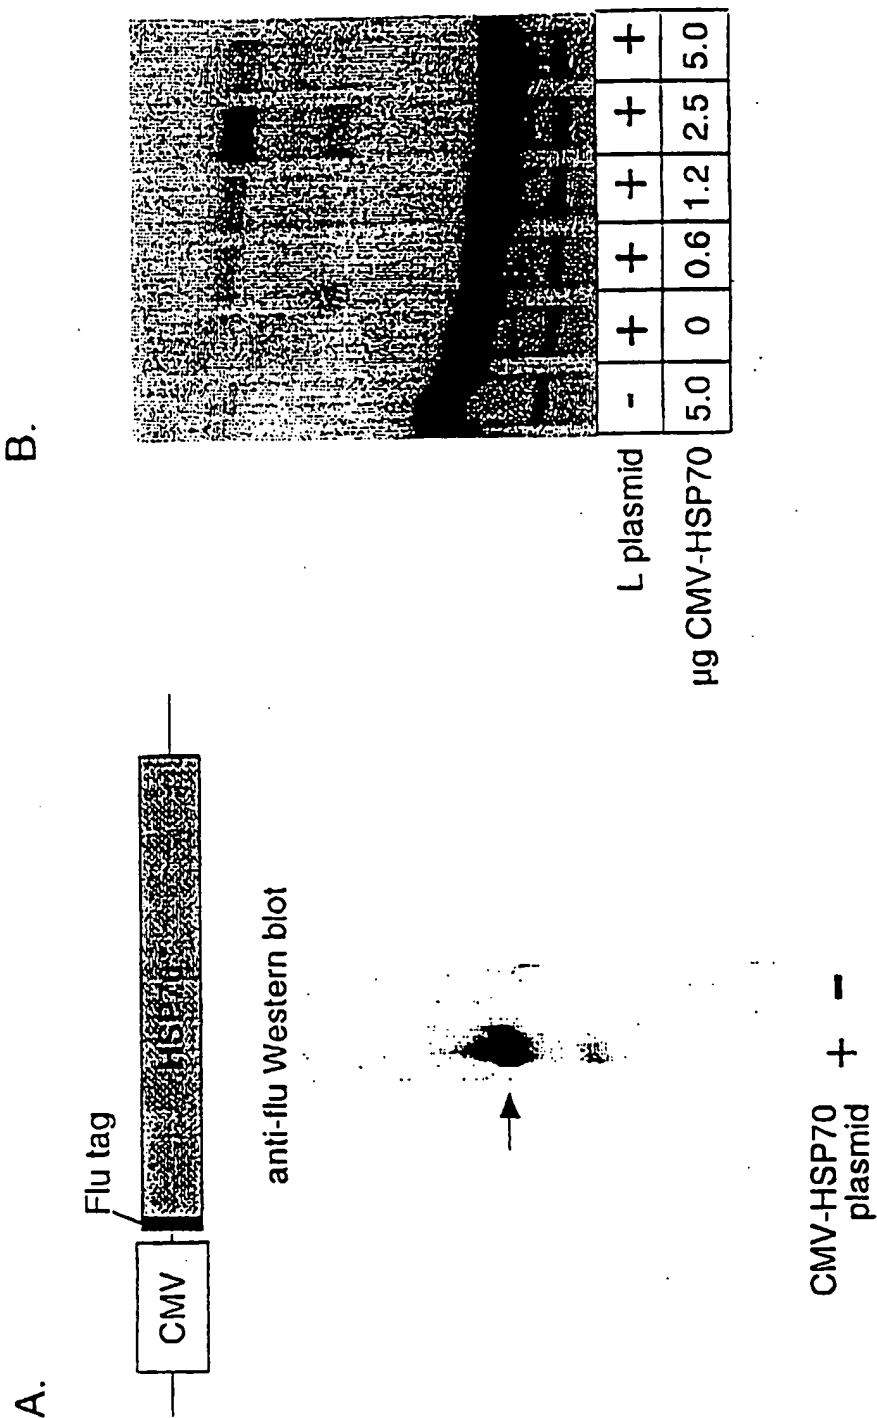 A.
Flu tag
CMV
HSP70
anti-flu Western blot
CMV-HSP70
plasmid
+ -
B.
L plasmid - + + + + +
µg CMV-HSP70 5.0 0 0.6 1.2 2.5 5.0